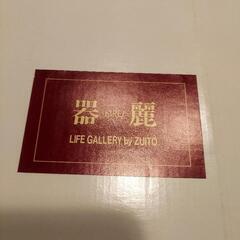 器 麗
LIFE GALLERY by ZUITO